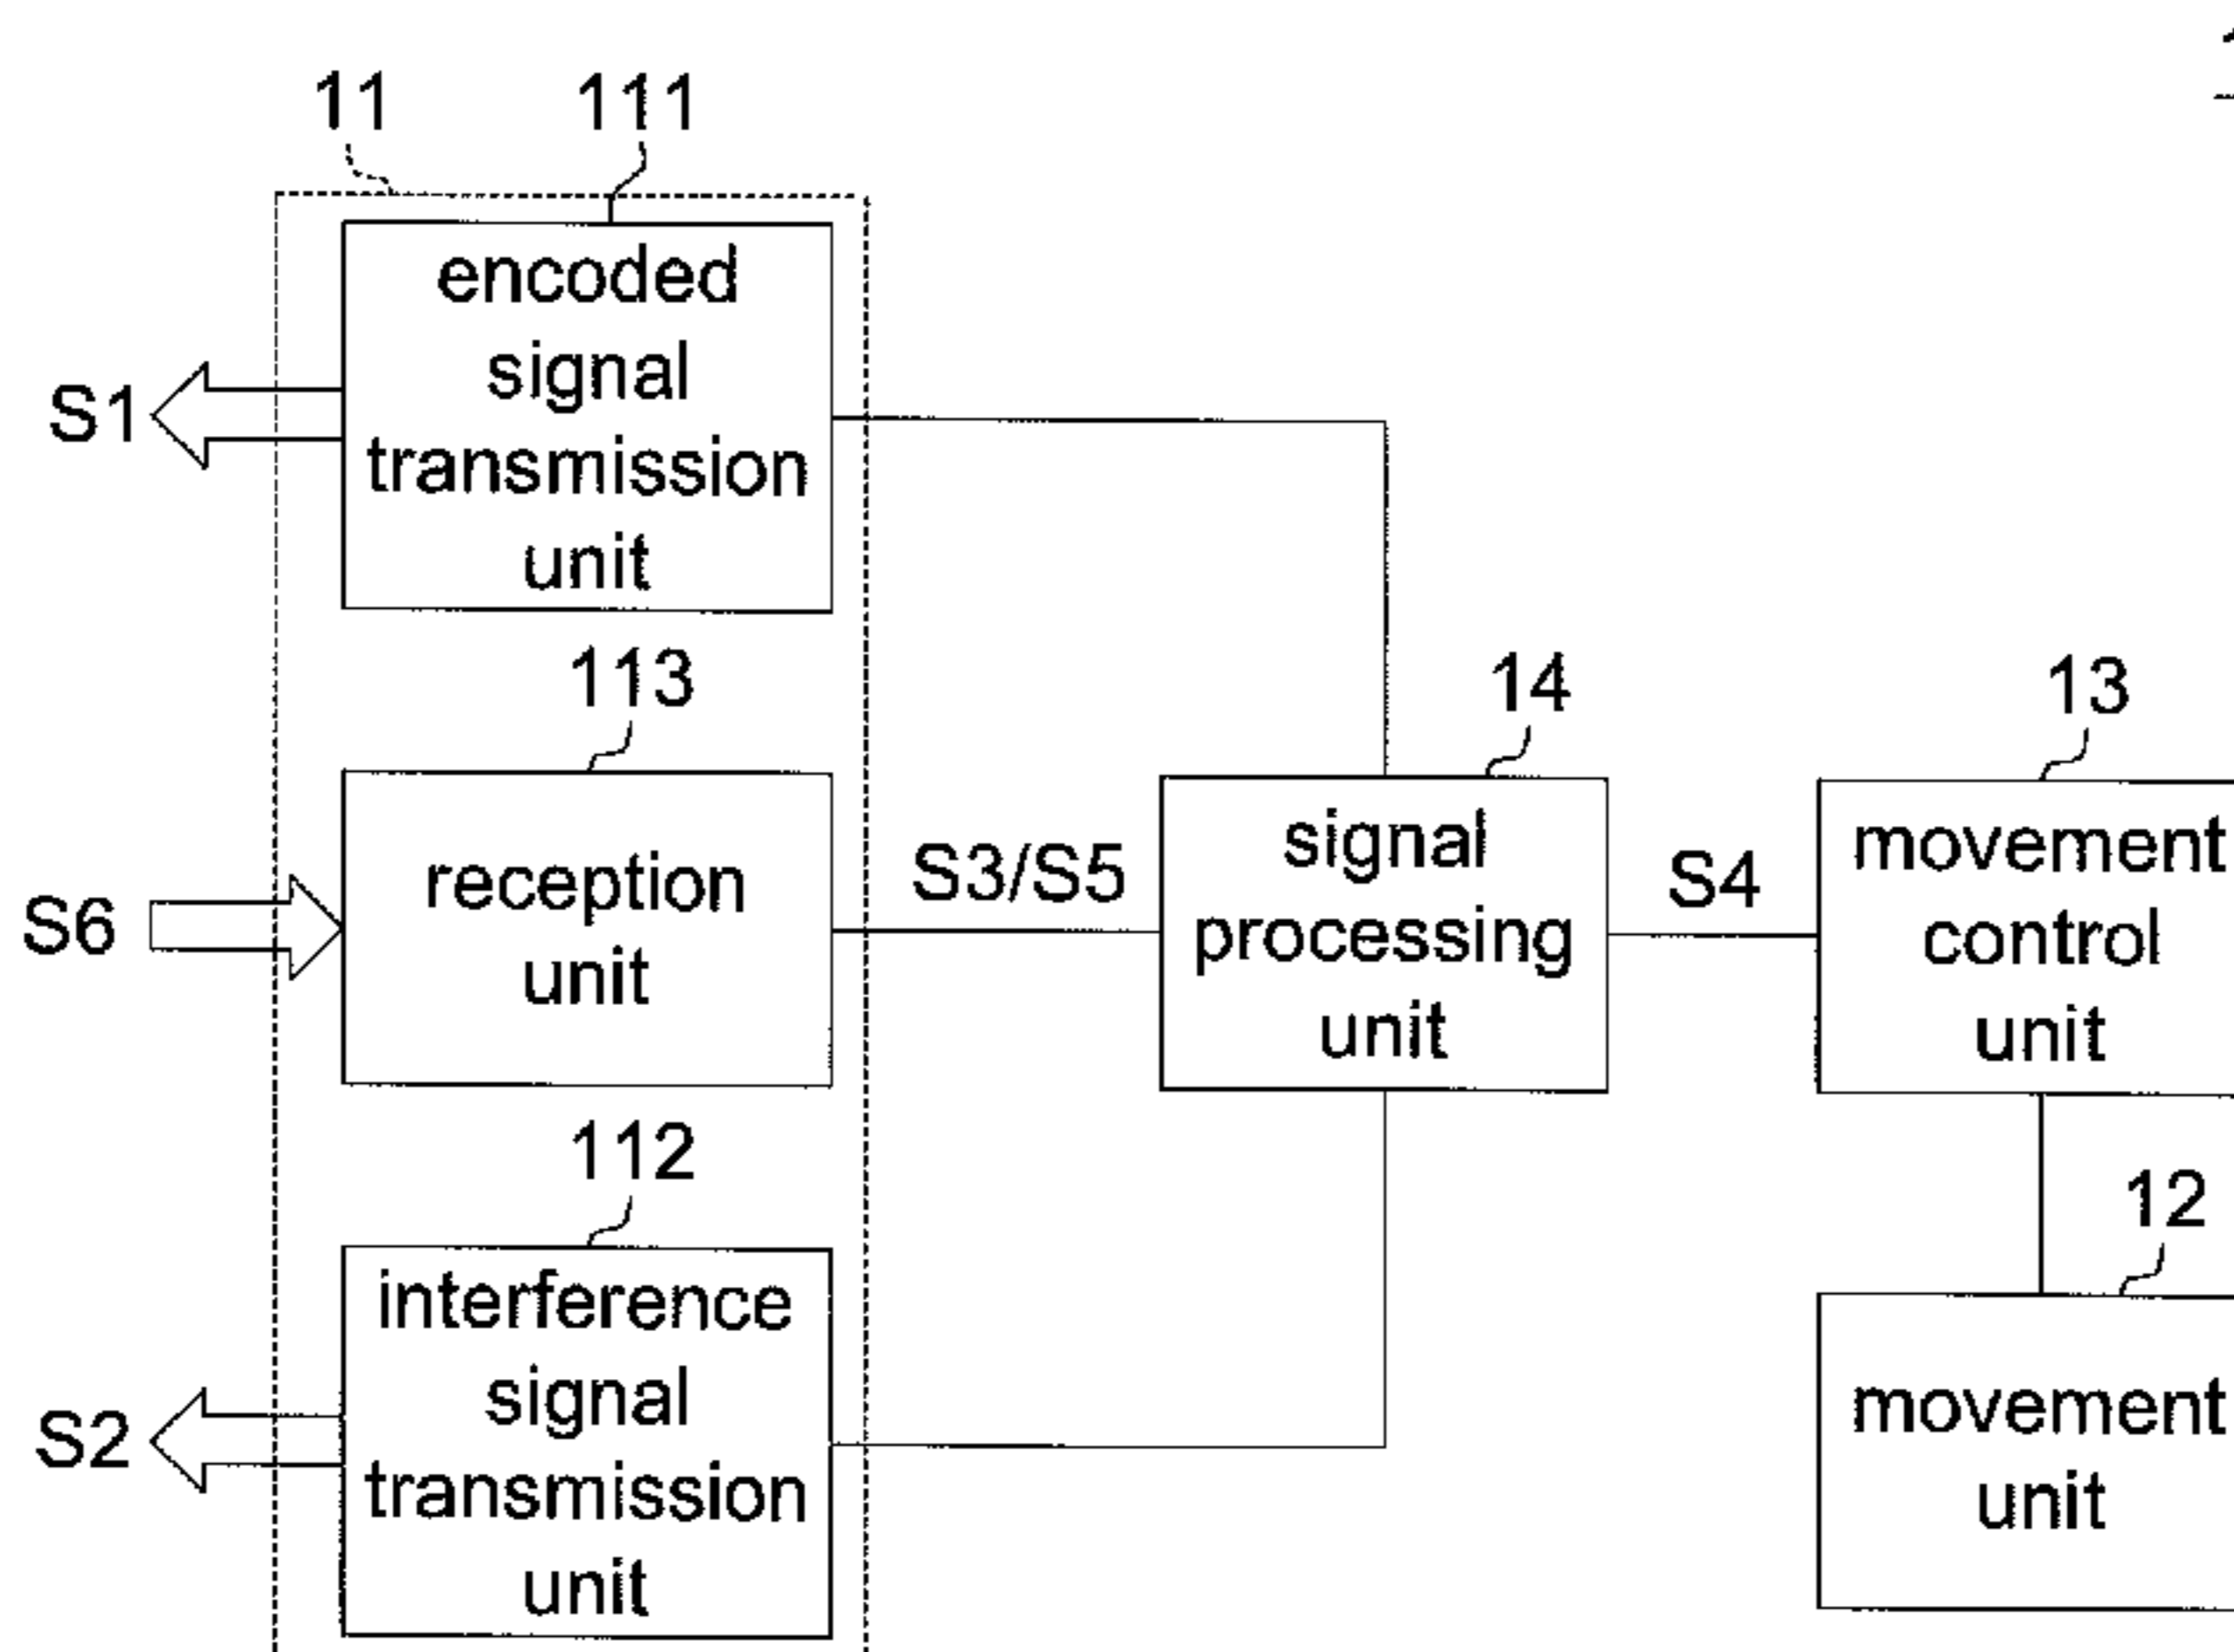 11
111
encoded
signal
transmission
unit
S1
113
reception
unit
S6
S3/S5
14
signal
processing
unit
S4
13
movement
control
unit
112
interference
signal
transmission
unit
S2
12
movement
unit